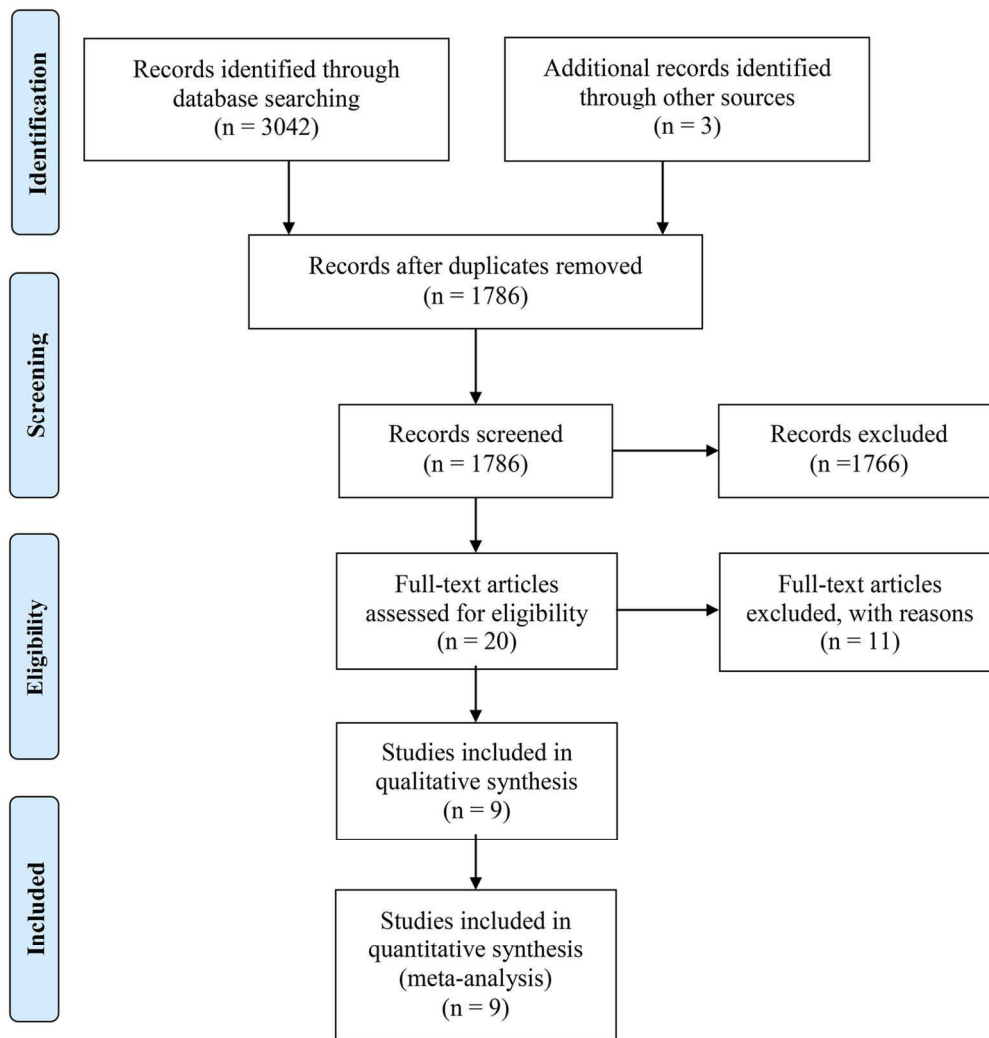 Identification
Records identified through
database searching
(n = 3042)
Additional records identified
through other sources
(n = 3)
Records after duplicates removed
(n = 1786)
Screening
Records screened
(n = 1786)
Records excluded
(n =1766)
Eligibility
Full-text articles
assessed for eligibility
(n = 20)
Full-text articles
excluded, with reasons
(n = 11)
Studies included in
qualitative synthesis
(n = 9)
Included
Studies included in
quantitative synthesis
(meta-analysis)
(n = 9)